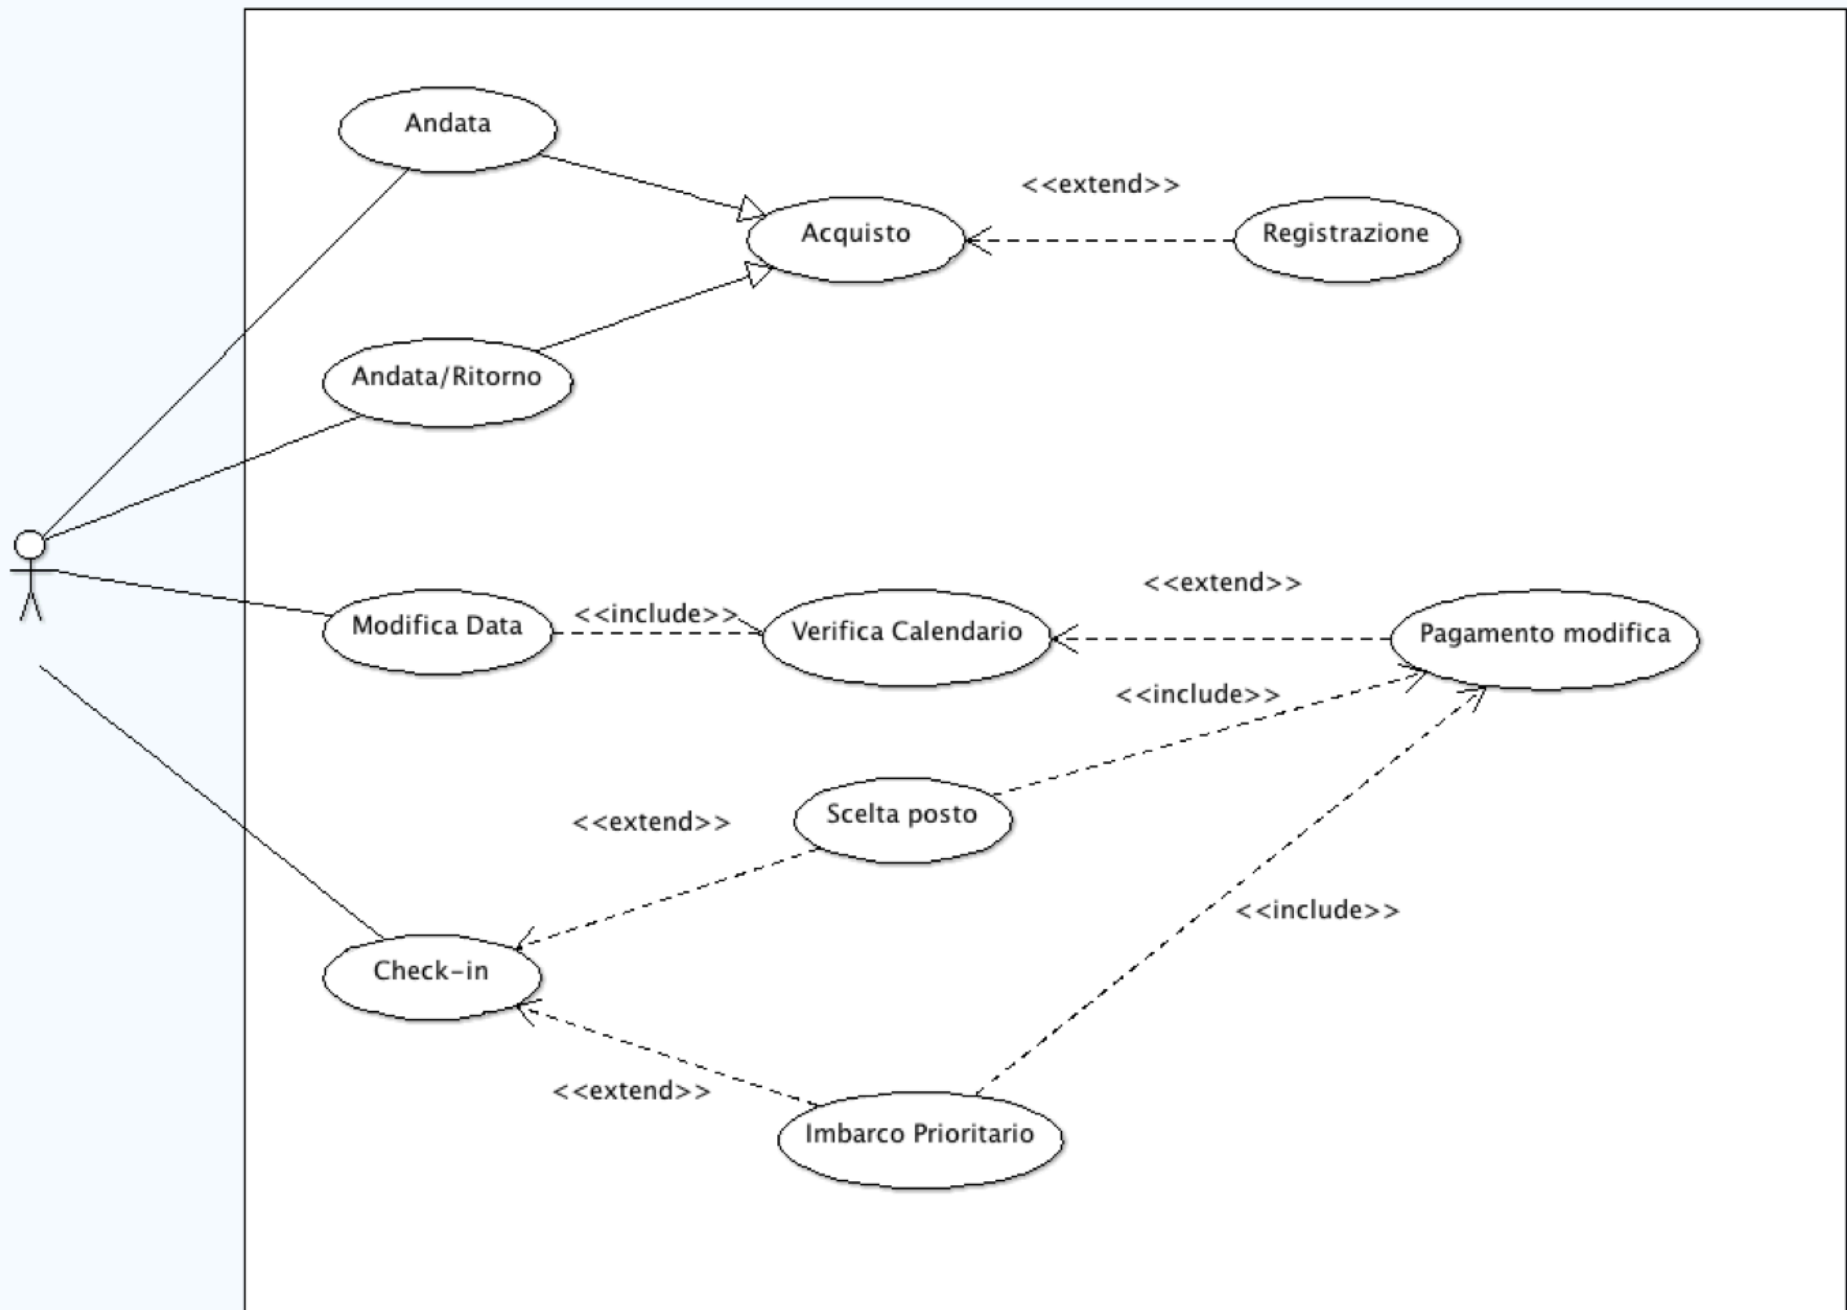 Andata
<<extend>>
Acquisto
Registrazione
Andata/Ritorno
<<extend>>
<<include>>
Modifica Data
Verifica Calendario
Pagamento modifica
<<include>>
Scelta posto
<<extend>>
<<include>>
Check-in
<<extend>>
Imbarco Prioritario